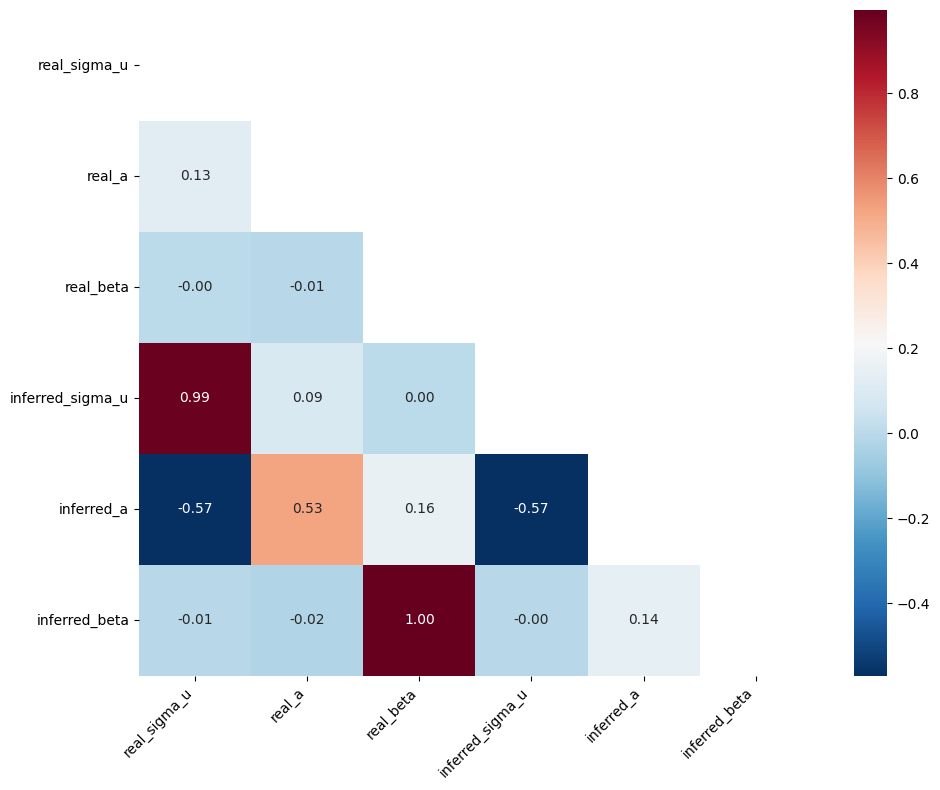 real_sigma_u
real_a 0.13
real_beta -0.00 -0.01
inferred_sigma_u 0.99 0.09 0.00
inferred_a -0.57 0.53 0.16 -0.57
inferred_beta -0.01 -0.02 1.00 -0.00 0.14
real_sigma_u real_a real_beta inferred_sigma_u inferred_a inferred_beta
0.8
0.6
0.4
0.2
0.0
−0.2
−0.4